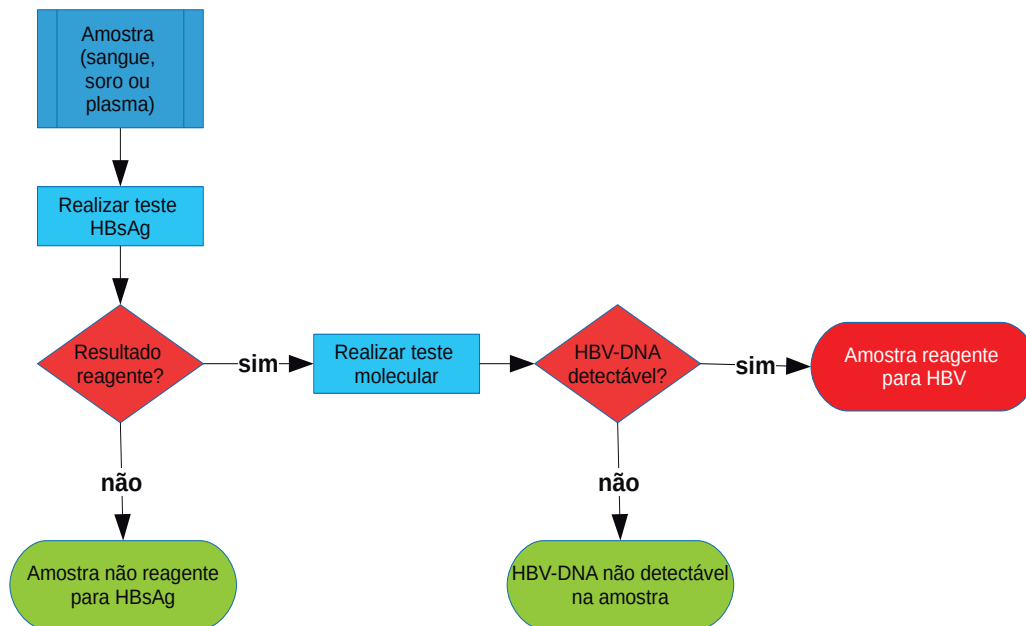 Amostra
(sangue,
soro ou
plasma)
Realizar teste
HBsAg
Resultado
reagente?
sim
Realizar teste
molecular
HBV-DNA
detectável?
sim
Amostra reagente
para HBV
não
não
Amostra não reagente
para HBsAg
HBV-DNA não detectável
na amostra